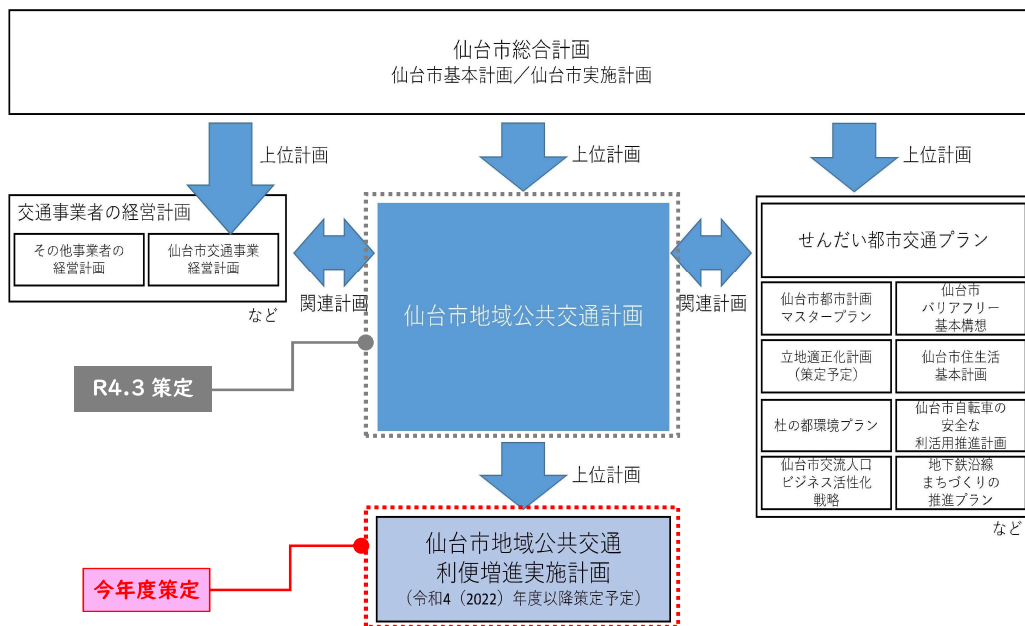 仙台市総合計画
仙台市基本計画／仙台市実施計画
上位計画
上位計画
上位計画
交通事業者の経営計画
その他事業者の
経営計画
仙台市交通事業
経営計画
など
関連計画
仙台市地域公共交通計画
関連計画
R4.3 策定
せんだい都市交通プラン
仙台市都市計画
マスタープラン
仙台市
バリアフリー
基本構想
立地適正化計画
(策定予定)
仙台市住生活
基本計画
杜の都環境プラン
仙台市自転車の
安全な
利活用推進計画
仙台市交流人口
ビジネス活性化
戦略
地下鉄沿線
まちづくりの
推進プラン
など
上位計画
仙台市地域公共交通
利便増進実施計画
（令和4（2022）年度以降策定予定）
今年度策定